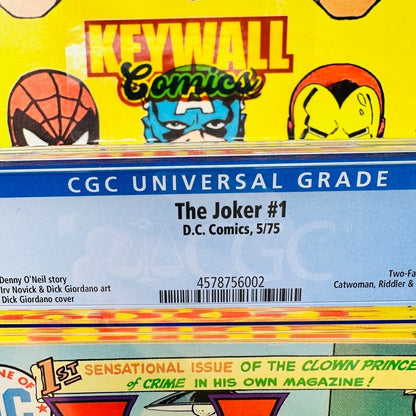 KEYWALL
Comics
CGC UNIVERSAL GRADE
The Joker #1
D.C. Comics, 5/75
Denny O'Neil story
Irv Novick & Dick Giordano art
Dick Giordano cover
4578756002
Two-Fa
Catwoman, Riddler &
NE OF
1ST SENSATIONAL ISSUE OF THE CLOWN PRINCE
of CRIME IN HIS OWN MAGAZINE!